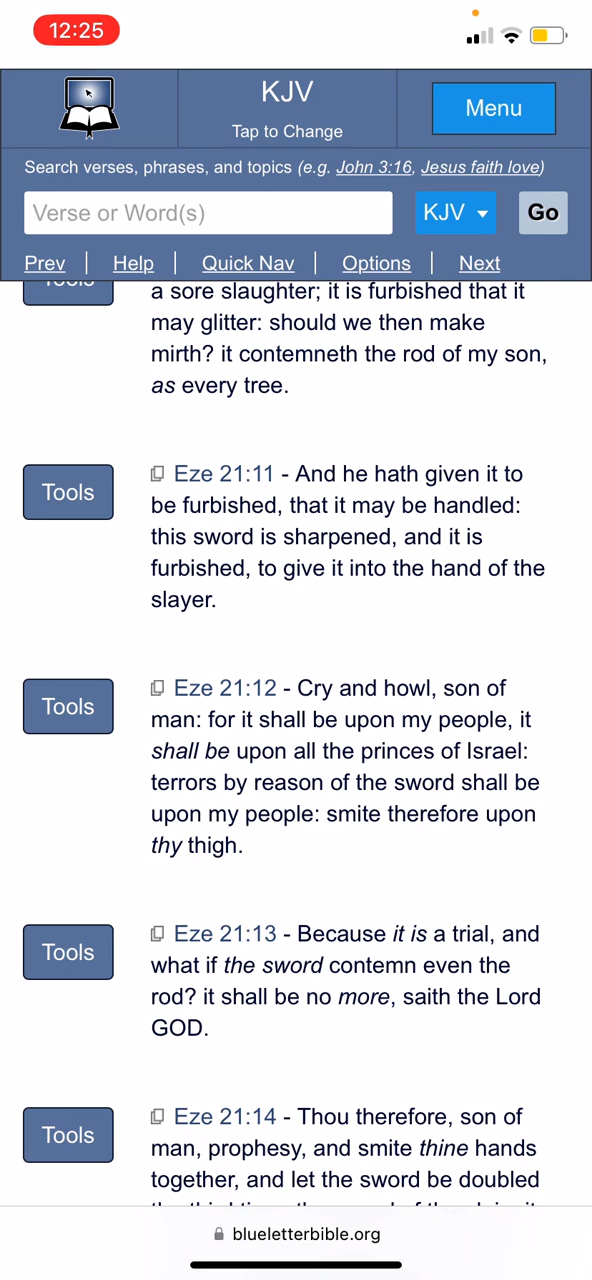 12:25
KJV
Tap to Change
Menu
Search verses, phrases, and topics (e.g. John 3:16, Jesus faith love)
Verse or Word(s)
KJV
Go
Prev | Help | Quick Nav | Options | Next
Tools
a sore slaughter; it is furbished that it
may glitter: should we then make
mirth? it contemneth the rod of my son,
as every tree.
Tools
Eze 21:11 - And he hath given it to
be furbished, that it may be handled:
this sword is sharpened, and it is
furbished, to give it into the hand of the
slayer.
Tools
Eze 21:12 - Cry and howl, son of
man: for it shall be upon my people, it
shall be upon all the princes of Israel:
terrors by reason of the sword shall be
upon my people: smite therefore upon
thy thigh.
Tools
Eze 21:13 - Because it is a trial, and
what if the sword contemn even the
rod? it shall be no more, saith the Lord
GOD.
Tools
Eze 21:14 - Thou therefore, son of
man, prophesy, and smite thine hands
together, and let the sword be doubled
blueletterbible.org